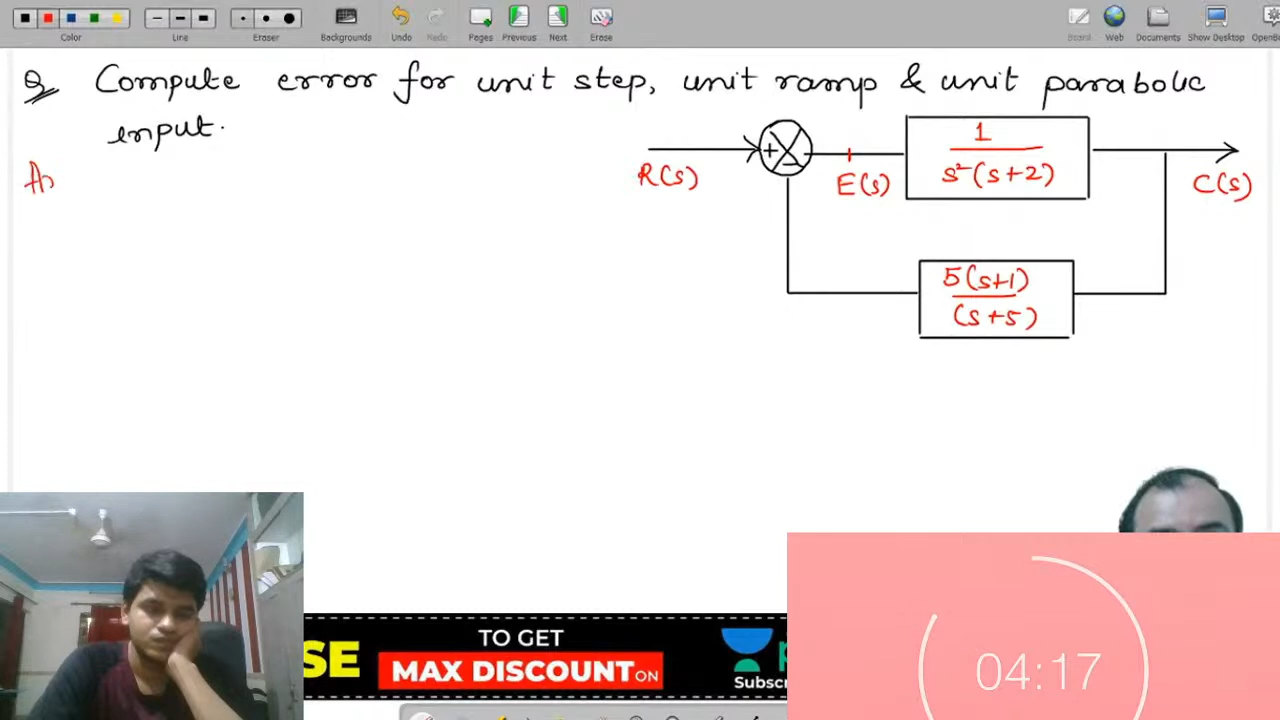 Color
Line
Eraser
Backgrounds
Undo
Redo
Pages
Previous
Next
Erase
Board
Web
Documents
Show Desktop
Q Compute error for unit step, unit ramp & unit parabolic
input.
A
R(s)
+
-
E(s)
1
s²(s+2)
C(s)
5(s+1)
(s+5)
SE
TO GET
MAX DISCOUNT ON
Subsc
04:17